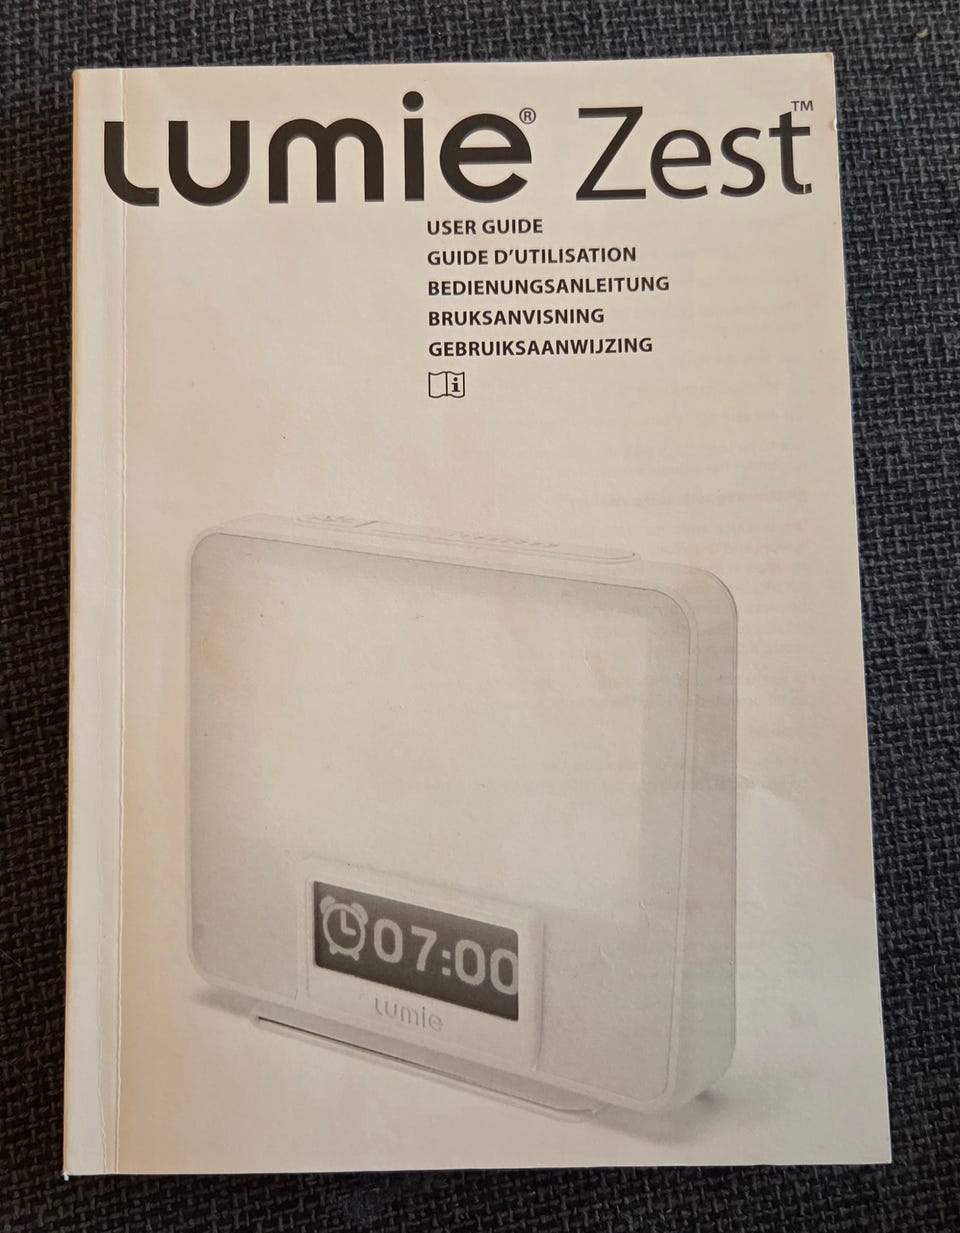 Lumie® Zest™
USER GUIDE
GUIDE D'UTILISATION
BEDIENUNGSANLEITUNG
BRUKSANVISNING
GEBRUIKSAANWIJZING
i
07:00
Lumie